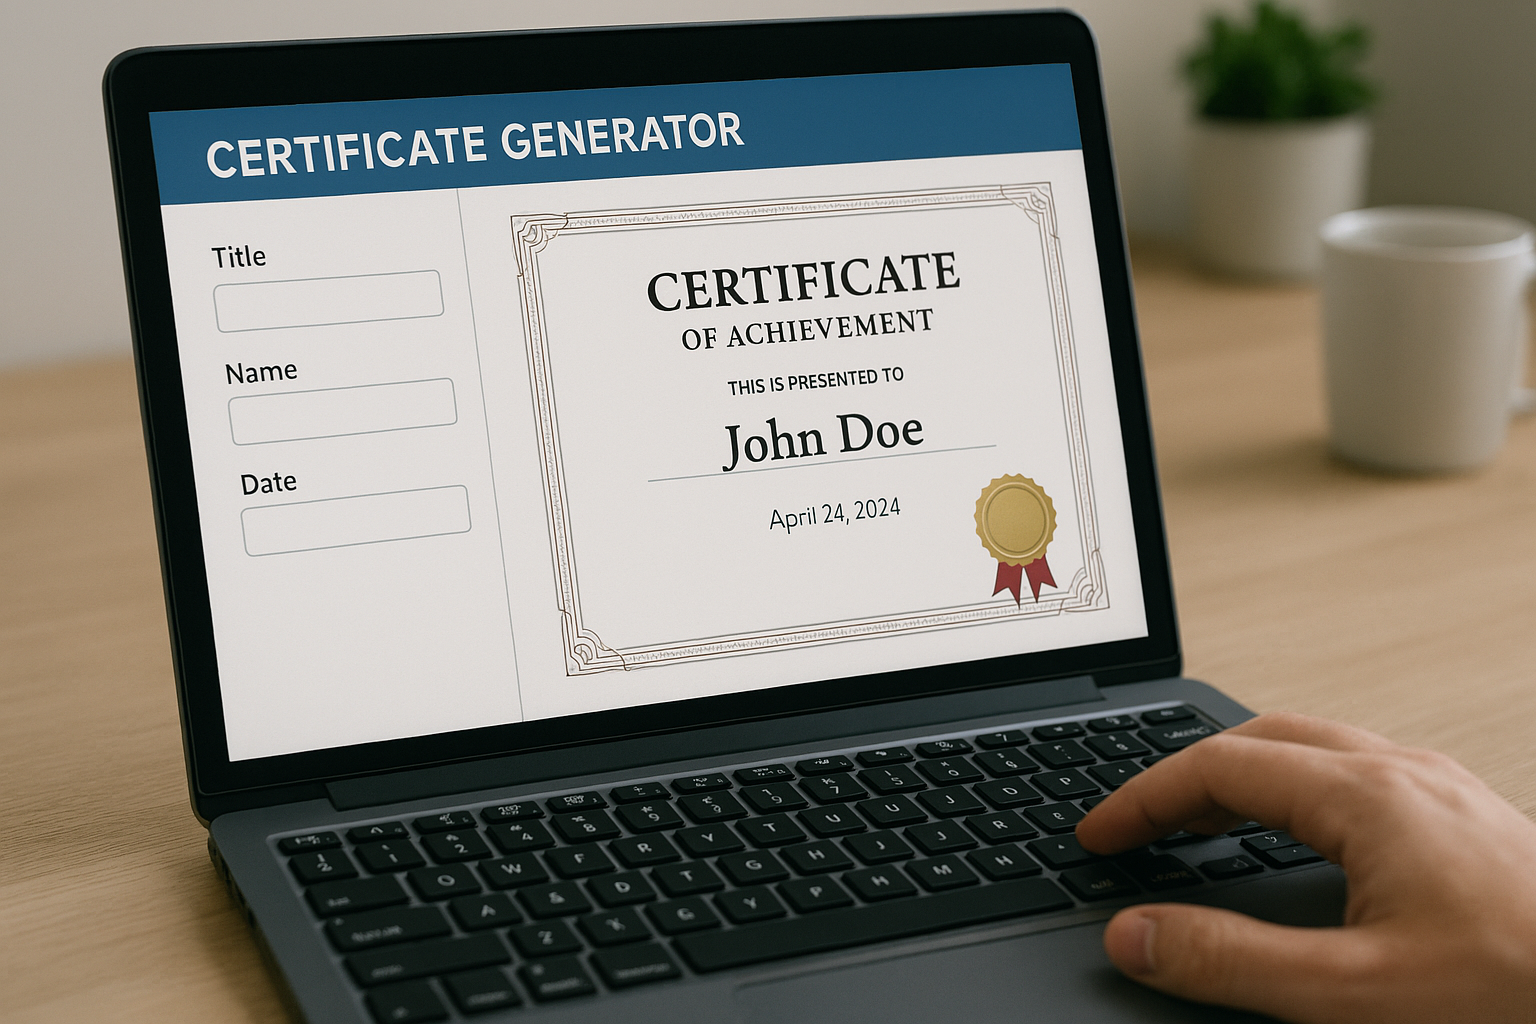 CERTIFICATE GENERATOR
Title
Name
Date
CERTIFICATE
OF ACHIEVEMENT
THIS IS PRESENTED TO
John Doe
April 24, 2024